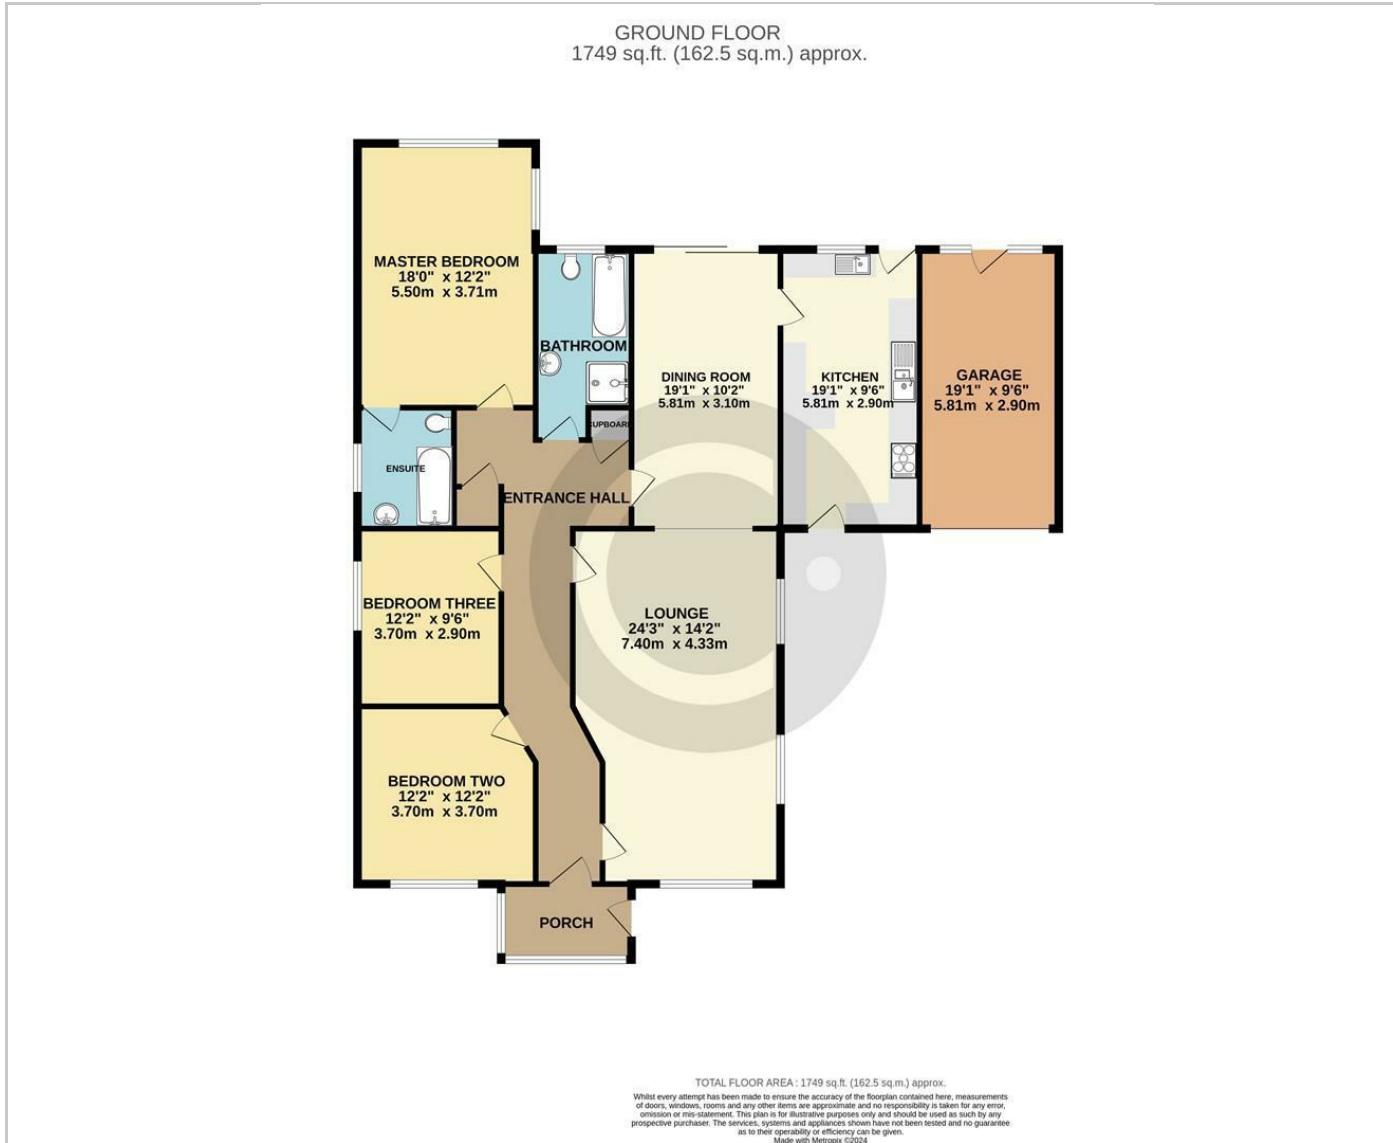 GROUND FLOOR
1749 sq.ft. (162.5 sq.m.) approx.
MASTER BEDROOM
18'0" x 12'2"
5.50m x 3.71m
BATHROOM
DINING ROOM
19'1" x 10'2"
5.81m x 3.10m
KITCHEN
19'1" x 9'6"
5.81m x 2.90m
GARAGE
19'1" x 9'6"
5.81m x 2.90m
CUPBOARD
ENSUITE
ENTRANCE HALL
BEDROOM THREE
12'2" x 9'6"
3.70m x 2.90m
LOUNGE
24'3" x 14'2"
7.40m x 4.33m
BEDROOM TWO
12'2" x 12'2"
3.70m x 3.70m
PORCH
TOTAL FLOOR AREA : 1749 sq.ft. (162.5 sq.m.) approx.
Whilst every attempt has been made to ensure the accuracy of the floorplan contained here, measurements
of doors, windows, rooms and any other items are approximate and no responsibility is taken for any error,
omission or mis-statement. This plan is for illustrative purposes only and should be used as such by any
prospective purchaser. The services, systems and appliances shown have not been tested and no guarantee
as to their operability or efficiency can be given.
Made with Metropix ©2024